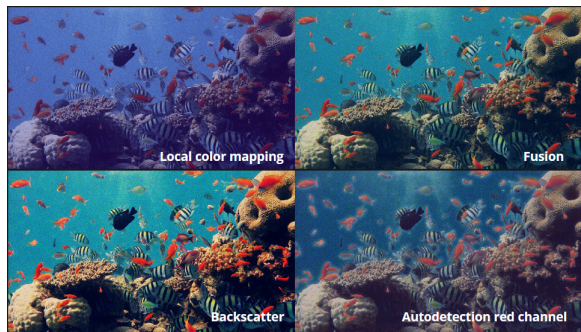 Local color mapping
Fusion
Backscatter
Autodetection red channel